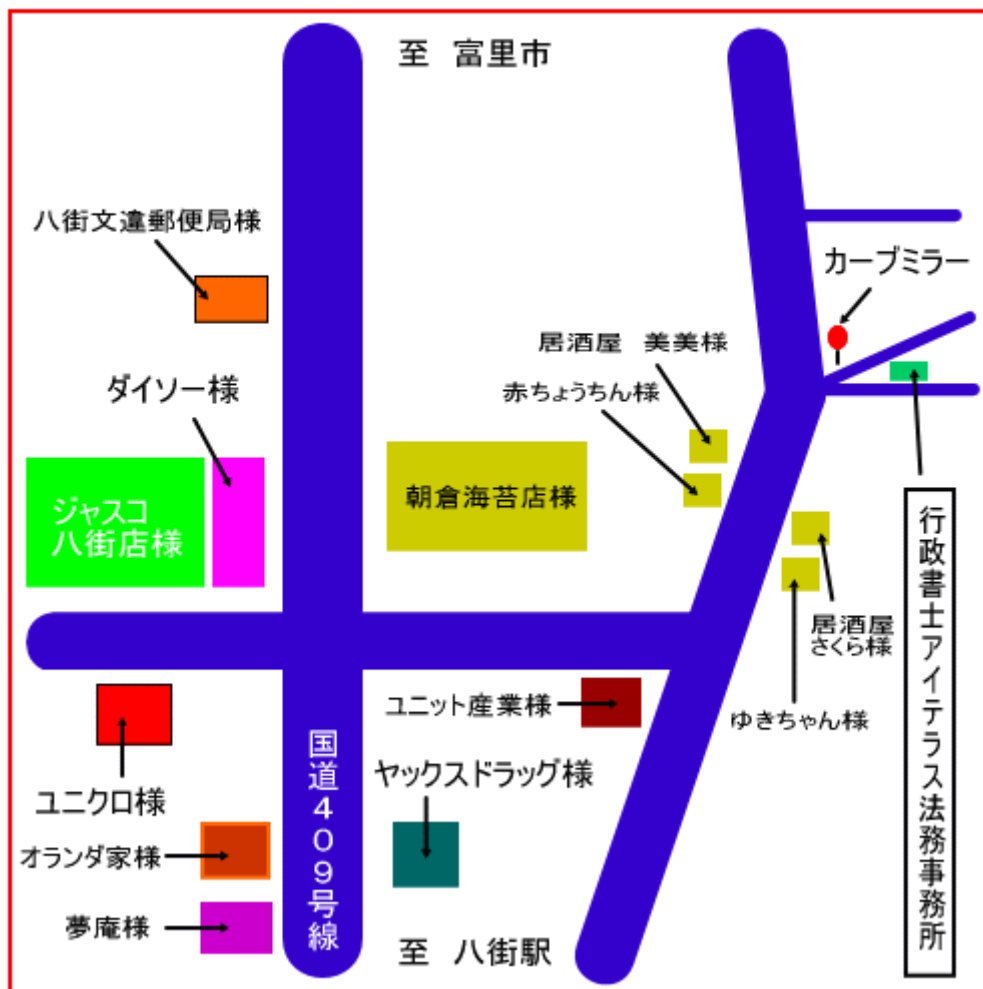 至 富里市
八街文違郵便局様
カーブミラー
居酒屋 美美様
ダイソー様
赤ちょうちん様
ジャスコ
八街店様
朝倉海苔店様
行政書士アイテラス法務事務所
居酒屋
さくら様
ユニット産業様
ゆきちゃん様
国道409号線
ヤックスドラッグ様
ユニクロ様
オランダ家様
夢庵様
至 八街駅